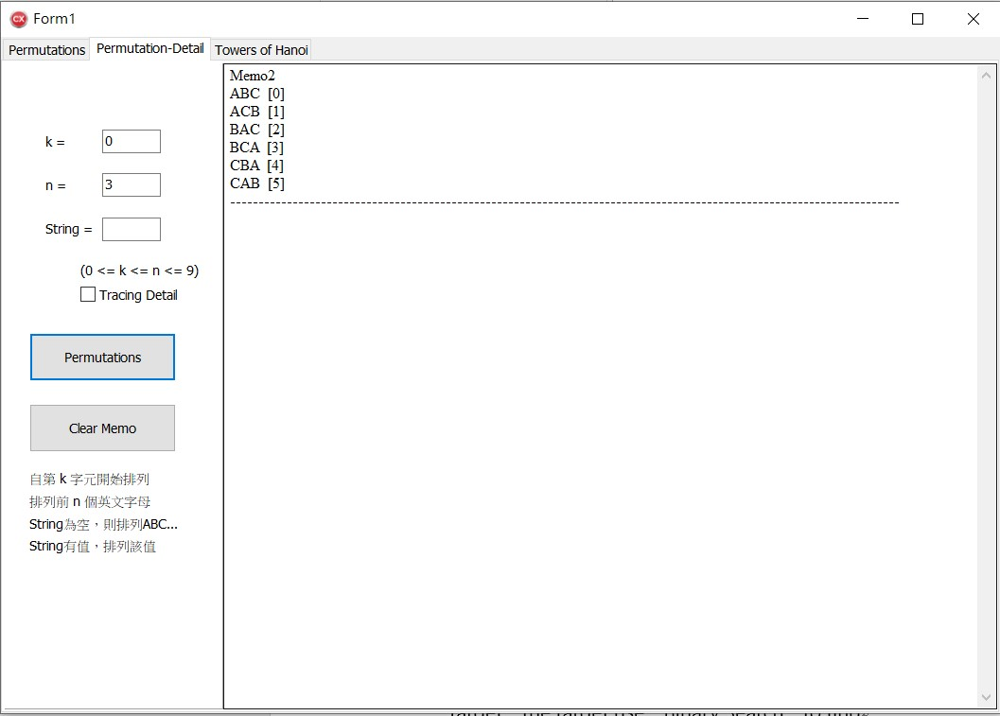 Form1
Permutations Permutation-Detail Towers of Hanoi
Memo2
ABC [0]
ACB [1]
BAC [2]
BCA [3]
CBA [4]
CAB [5]
------------------------------------------------------------------------------------------------------------------------
k = 0
n = 3
String =
(0 <= k <= n <= 9)
Tracing Detail
Permutations
Clear Memo
自第 k 字元開始排列
排列前 n 個英文字母
String為空，則排列ABC...
String有值，排列該值